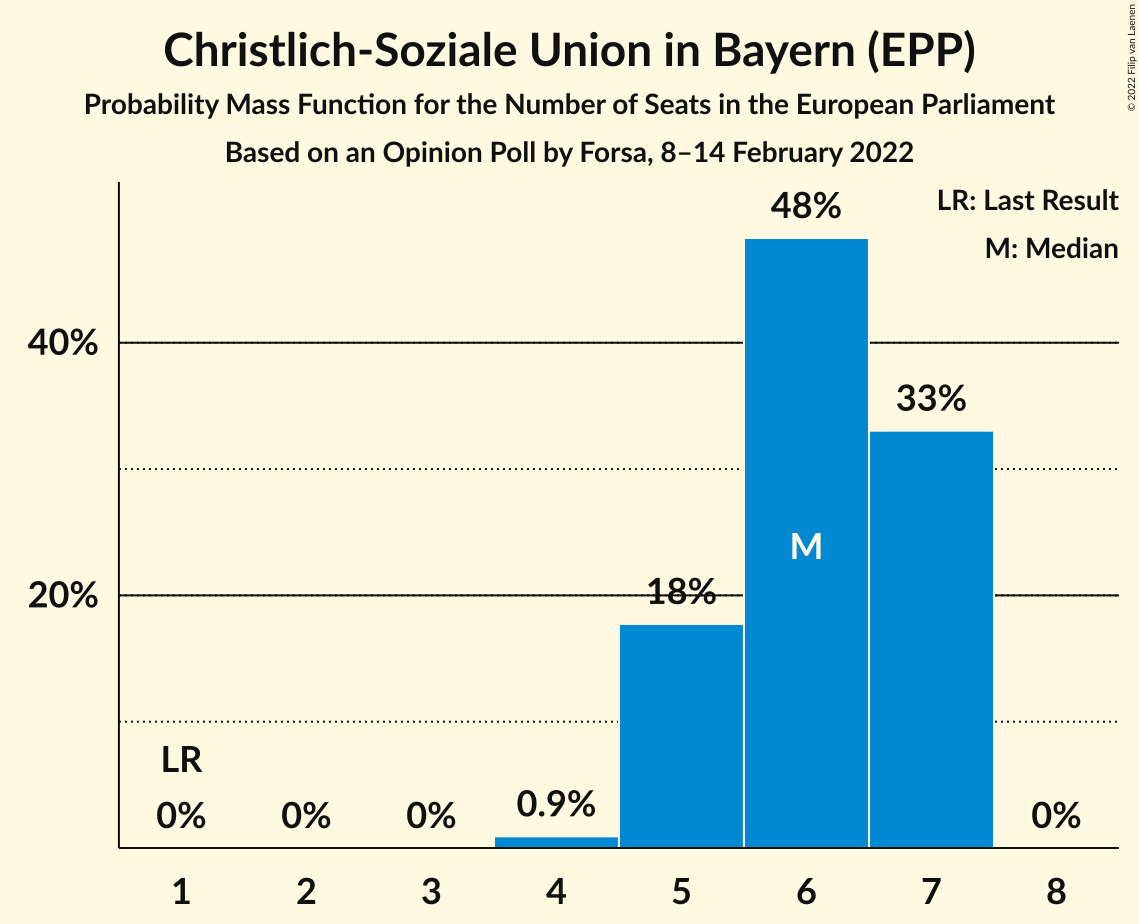 Christlich-Soziale Union in Bayern (EPP)
Probability Mass Function for the Number of Seats in the European Parliament
Based on an Opinion Poll by Forsa, 8–14 February 2022
© 2022 Filip van Laenen
LR: Last Result
M: Median
48%
40%
33%
M
20%
18%
LR
0%
0%
0%
0.9%
0%
1 2 3 4 5 6 7 8